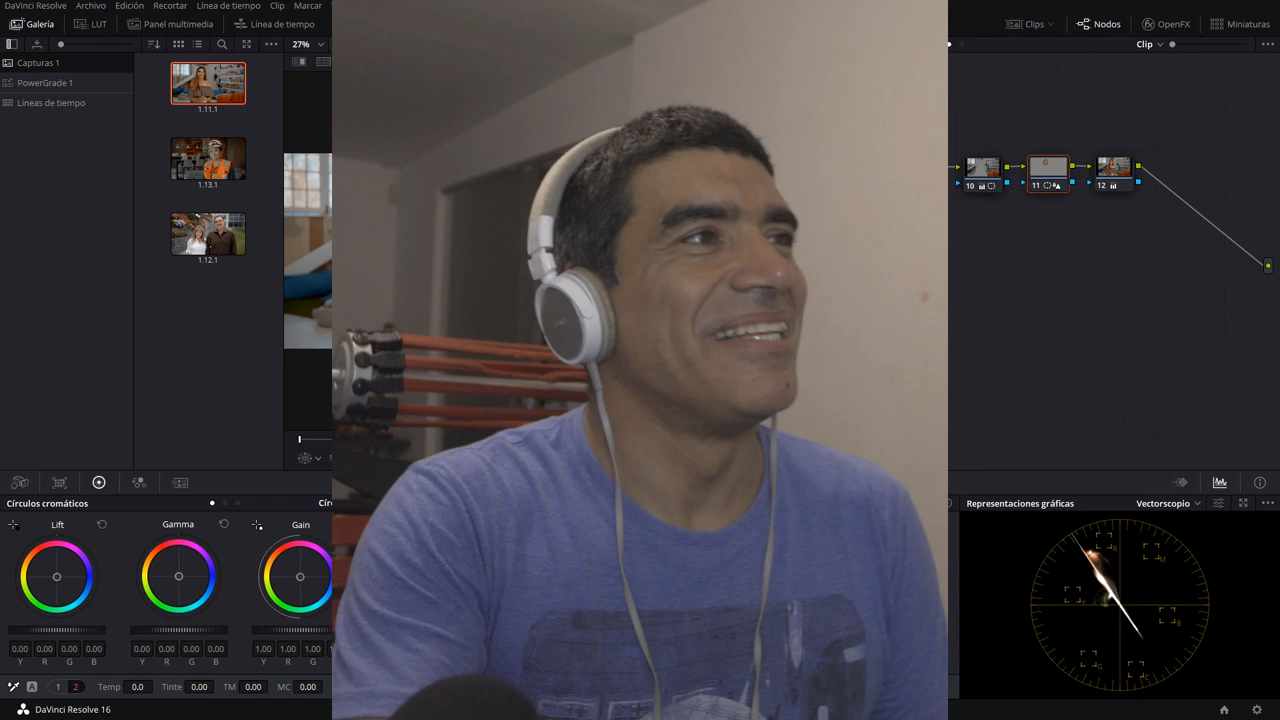 DaVinci Resolve Archivo Edición Recortar Línea de tiempo Clip Marcar
Galería LUT Panel multimedia Línea de tiempo Clips Nodos OpenFX Miniaturas
27% Clip
Capturas 1
PowerGrade 1
Líneas de tiempo
1.11.1
1.13.1
1.12.1
10 11 12
Círculos cromáticos Representaciones gráficas Vectorscopio
Lift Gamma Gain
R
M
Y
B
G
0.00 0.00 0.00 0.00 0.00 0.00 0.00 0.00 1.00 1.00 1.00
Y R G B Y R G B Y R G
A 1 2 Temp 0.0 Tinte 0.00 TM 0.00 MC 0.00
DaVinci Resolve 16